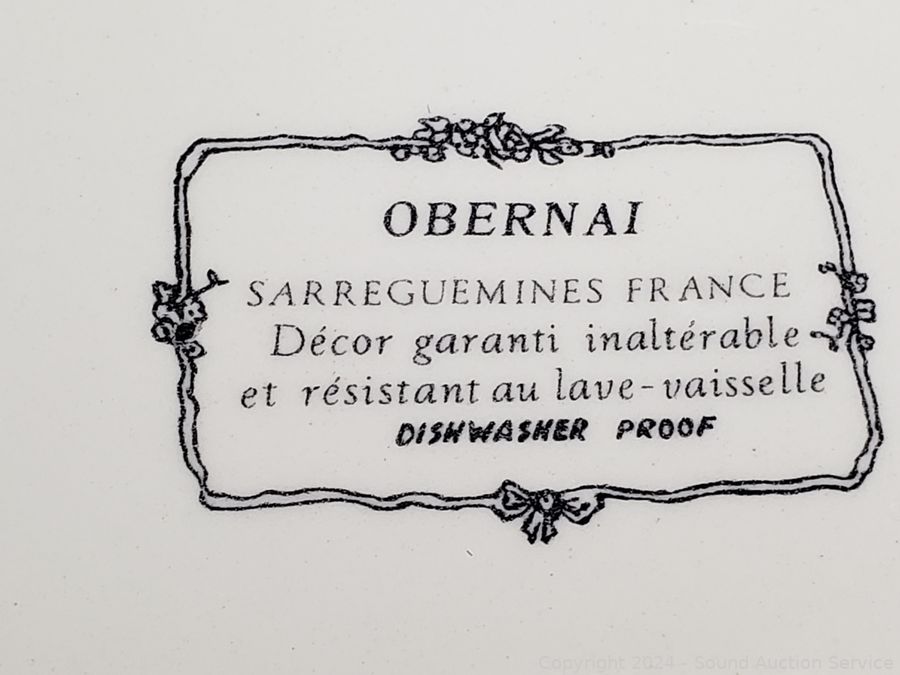 OBERNAI
SARREGUEMINES FRANCE
Décor garanti inaltérable
et résistant au lave-vaisselle
DISHWASHER PROOF
Copyright 2024 - Sound Auction Service